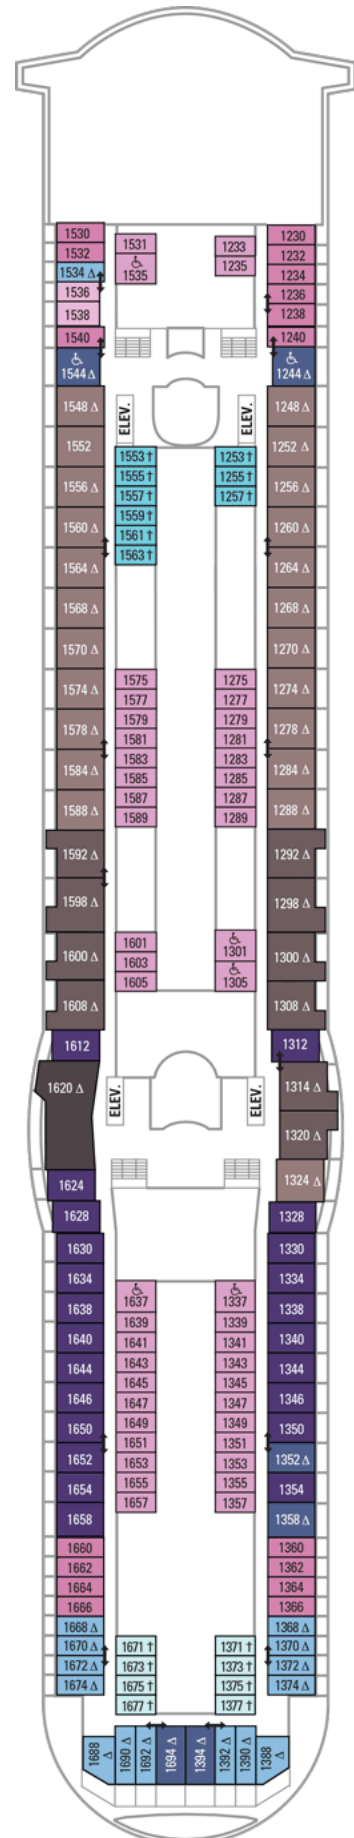 1530
1532
1534 Δ
1536
1538
1540
♿
1544 Δ
1548 Δ
1552
1556 Δ
1560 Δ
1564 Δ
1568 Δ
1570 Δ
1574 Δ
1578 Δ
1584 Δ
1588 Δ
1592 Δ
1598 Δ
1600 Δ
1608 Δ
1612
1620 Δ
1624
1628
1630
1634
1638
1640
1644
1646
1650
1652
1654
1658
1660
1662
1664
1666
1668 Δ
1670 Δ
1672 Δ
1674 Δ
1531
♿
1535
ELEV.
1553 †
1555 †
1557 †
1559 †
1561 †
1563 †
1575
1577
1579
1581
1583
1585
1587
1589
1601
1603
1605
ELEV.
♿
1637
1639
1641
1643
1645
1647
1649
1651
1653
1655
1657
1671 †
1673 †
1675 †
1677 †
1233
1235
ELEV.
1253 †
1255 †
1257 †
1275
1277
1279
1281
1283
1285
1287
1289
♿
1301
♿
1305
ELEV.
♿
1337
1339
1341
1343
1345
1347
1349
1351
1353
1355
1357
1371 †
1373 †
1375 †
1377 †
1230
1232
1234
1236
1238
1240
♿
1244 Δ
1248 Δ
1252 Δ
1256 Δ
1260 Δ
1264 Δ
1268 Δ
1270 Δ
1274 Δ
1278 Δ
1284 Δ
1288 Δ
1292 Δ
1298 Δ
1300 Δ
1308 Δ
1312
1314 Δ
1320 Δ
1324 Δ
1328
1330
1334
1338
1340
1344
1346
1350
1352 Δ
1354
1358 Δ
1360
1362
1364
1366
1368 Δ
1370 Δ
1372 Δ
1374 Δ
1688 Δ
1690 Δ
1692 Δ
1694 Δ
1394 Δ
1392 Δ
1390 Δ
1388 Δ